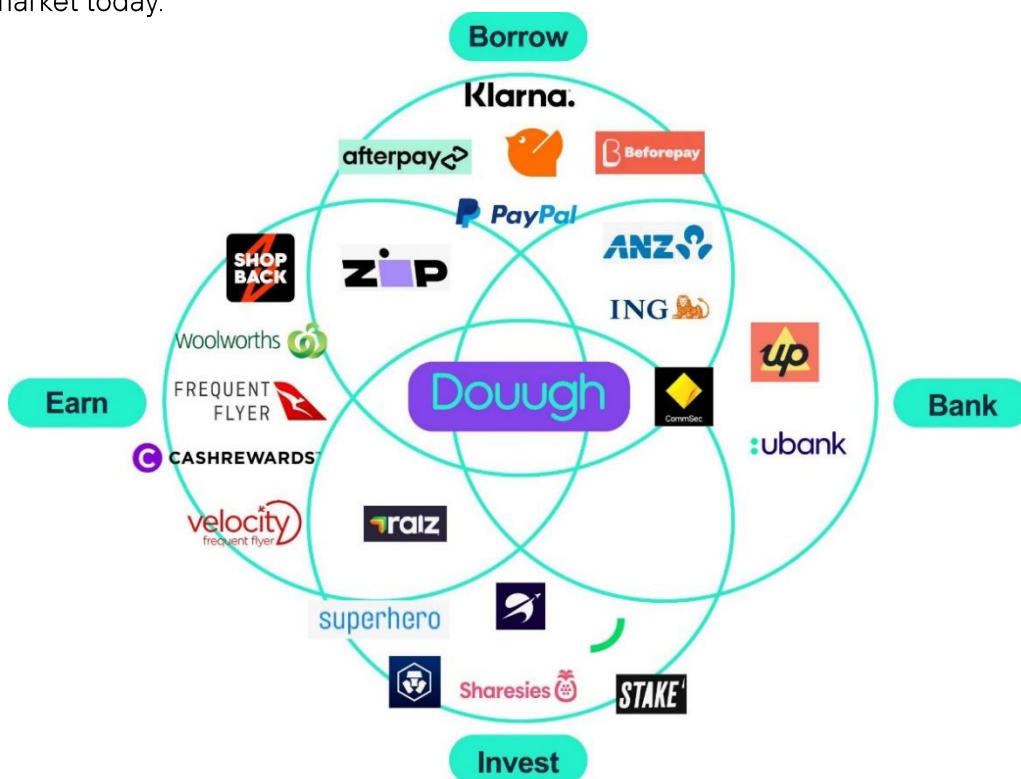 market today.
Borrow
Klarna.
afterpay
Beforepay
PayPal
SHOP
BACK
ZIP
ANZ
ING
Woolworths
up
FREQUENT
FLYER
Earn
Douugh
CommSec
Bank
CASHREWARDS
:ubank
velocity
frequent flyer
raiz
superhero
Sharesies
STAKE
Invest